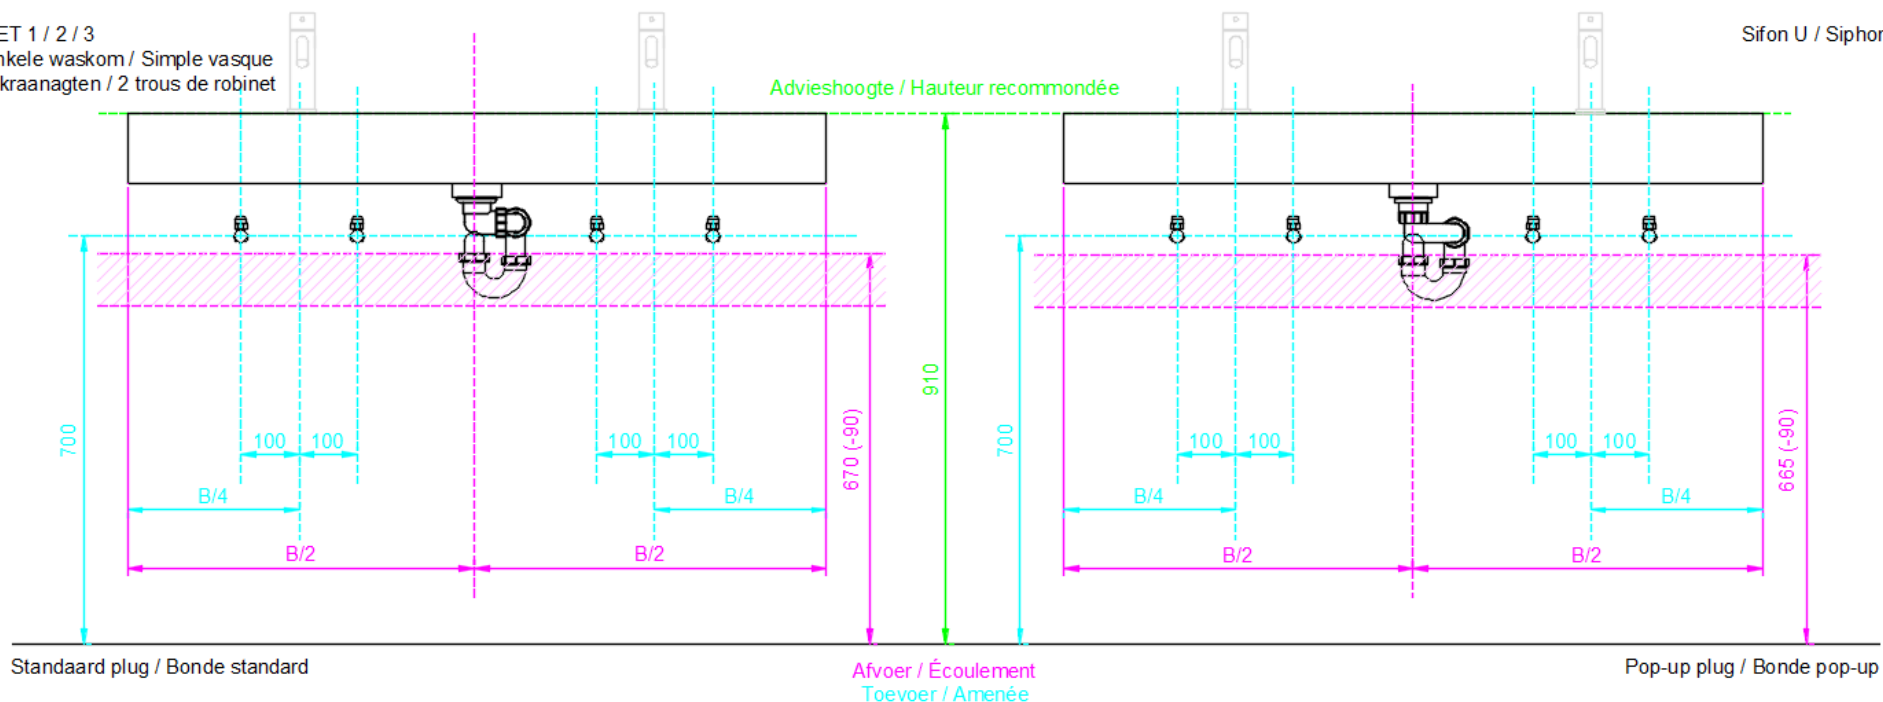 ET 1 / 2 / 3
nkele waskom / Simple vasque
kraanagten / 2 trous de robinet
Sifon U / Siphon
Advieshoogte / Hauteur recommondée
910
700
100 100
100 100
B/4
B/4
B/2
B/2
670 (-90)
700
100 100
100 100
B/4
B/4
B/2
B/2
665 (-90)
Standaard plug / Bonde standard
Afvoer / Écoulement
Toevoer / Amenée
Pop-up plug / Bonde pop-up